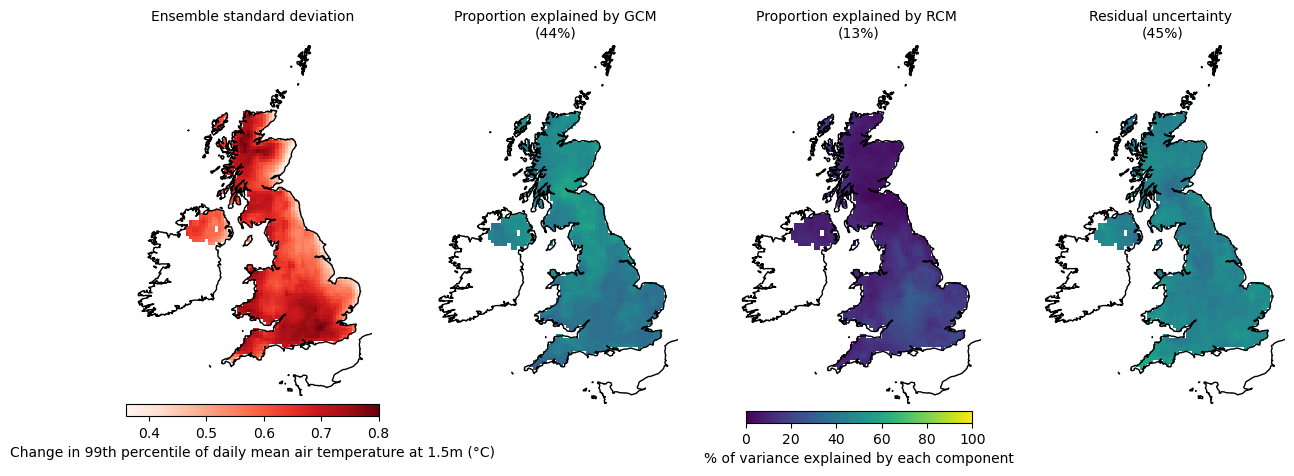 Ensemble standard deviation
Proportion explained by GCM
(44%)
Proportion explained by RCM
(13%)
Residual uncertainty
(45%)
0.4 0.5 0.6 0.7 0.8
Change in 99th percentile of daily mean air temperature at 1.5m (°C)
0 20 40 60 80 100
% of variance explained by each component